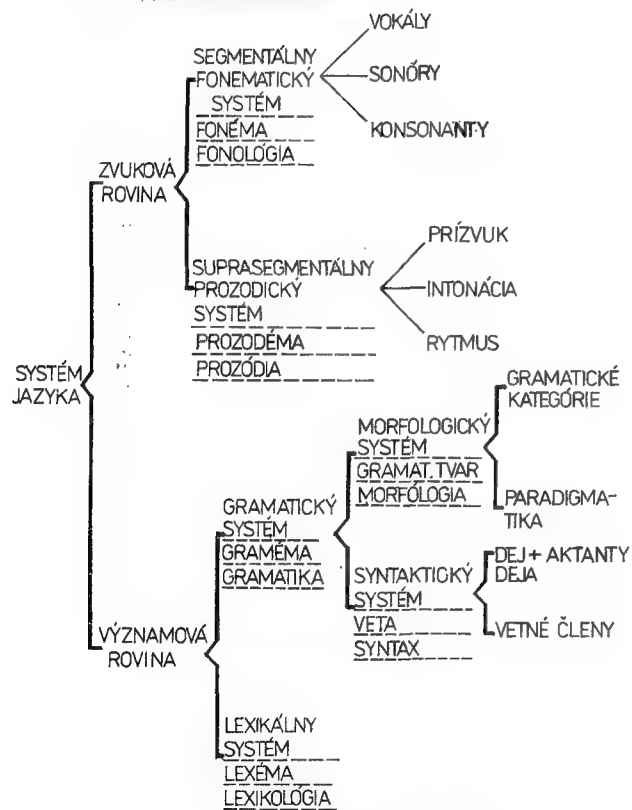 VOKÁLY
SEGMENTÁLNY
FONEMATICKÝ
SYSTÉM
FONÉMA
FONOLÓGIA
SONÓRY
KONSONANTY
ZVUKOVÁ
ROVINA
SUPRASEGMENTÁLNY
PROZODICKÝ
SYSTÉM
PROZODÉMA
PROZÓDIA
PRÍZVUK
INTONÁCIA
RYTMUS
SYSTÉM
JAZYKA
GRAMATICKÝ
SYSTÉM
GRAMÉMA
GRAMATIKA
MORFOLOGICKÝ
SYSTÉM
GRAMAT. TVAR
MORFÓLOGIA
GRAMATICKÉ
KATEGÓRIE
PARADIGMA-
TIKA
SYNTAKTICKÝ
SYSTÉM
VETA
SYNTAX
DEJ + AKTANTY
DEJA
VETNÉ ČLENY
VÝZNAMOVÁ
ROVINA
LEXIKÁLNY
SYSTÉM
LEXÉMA
LEXIKOLÓGIA